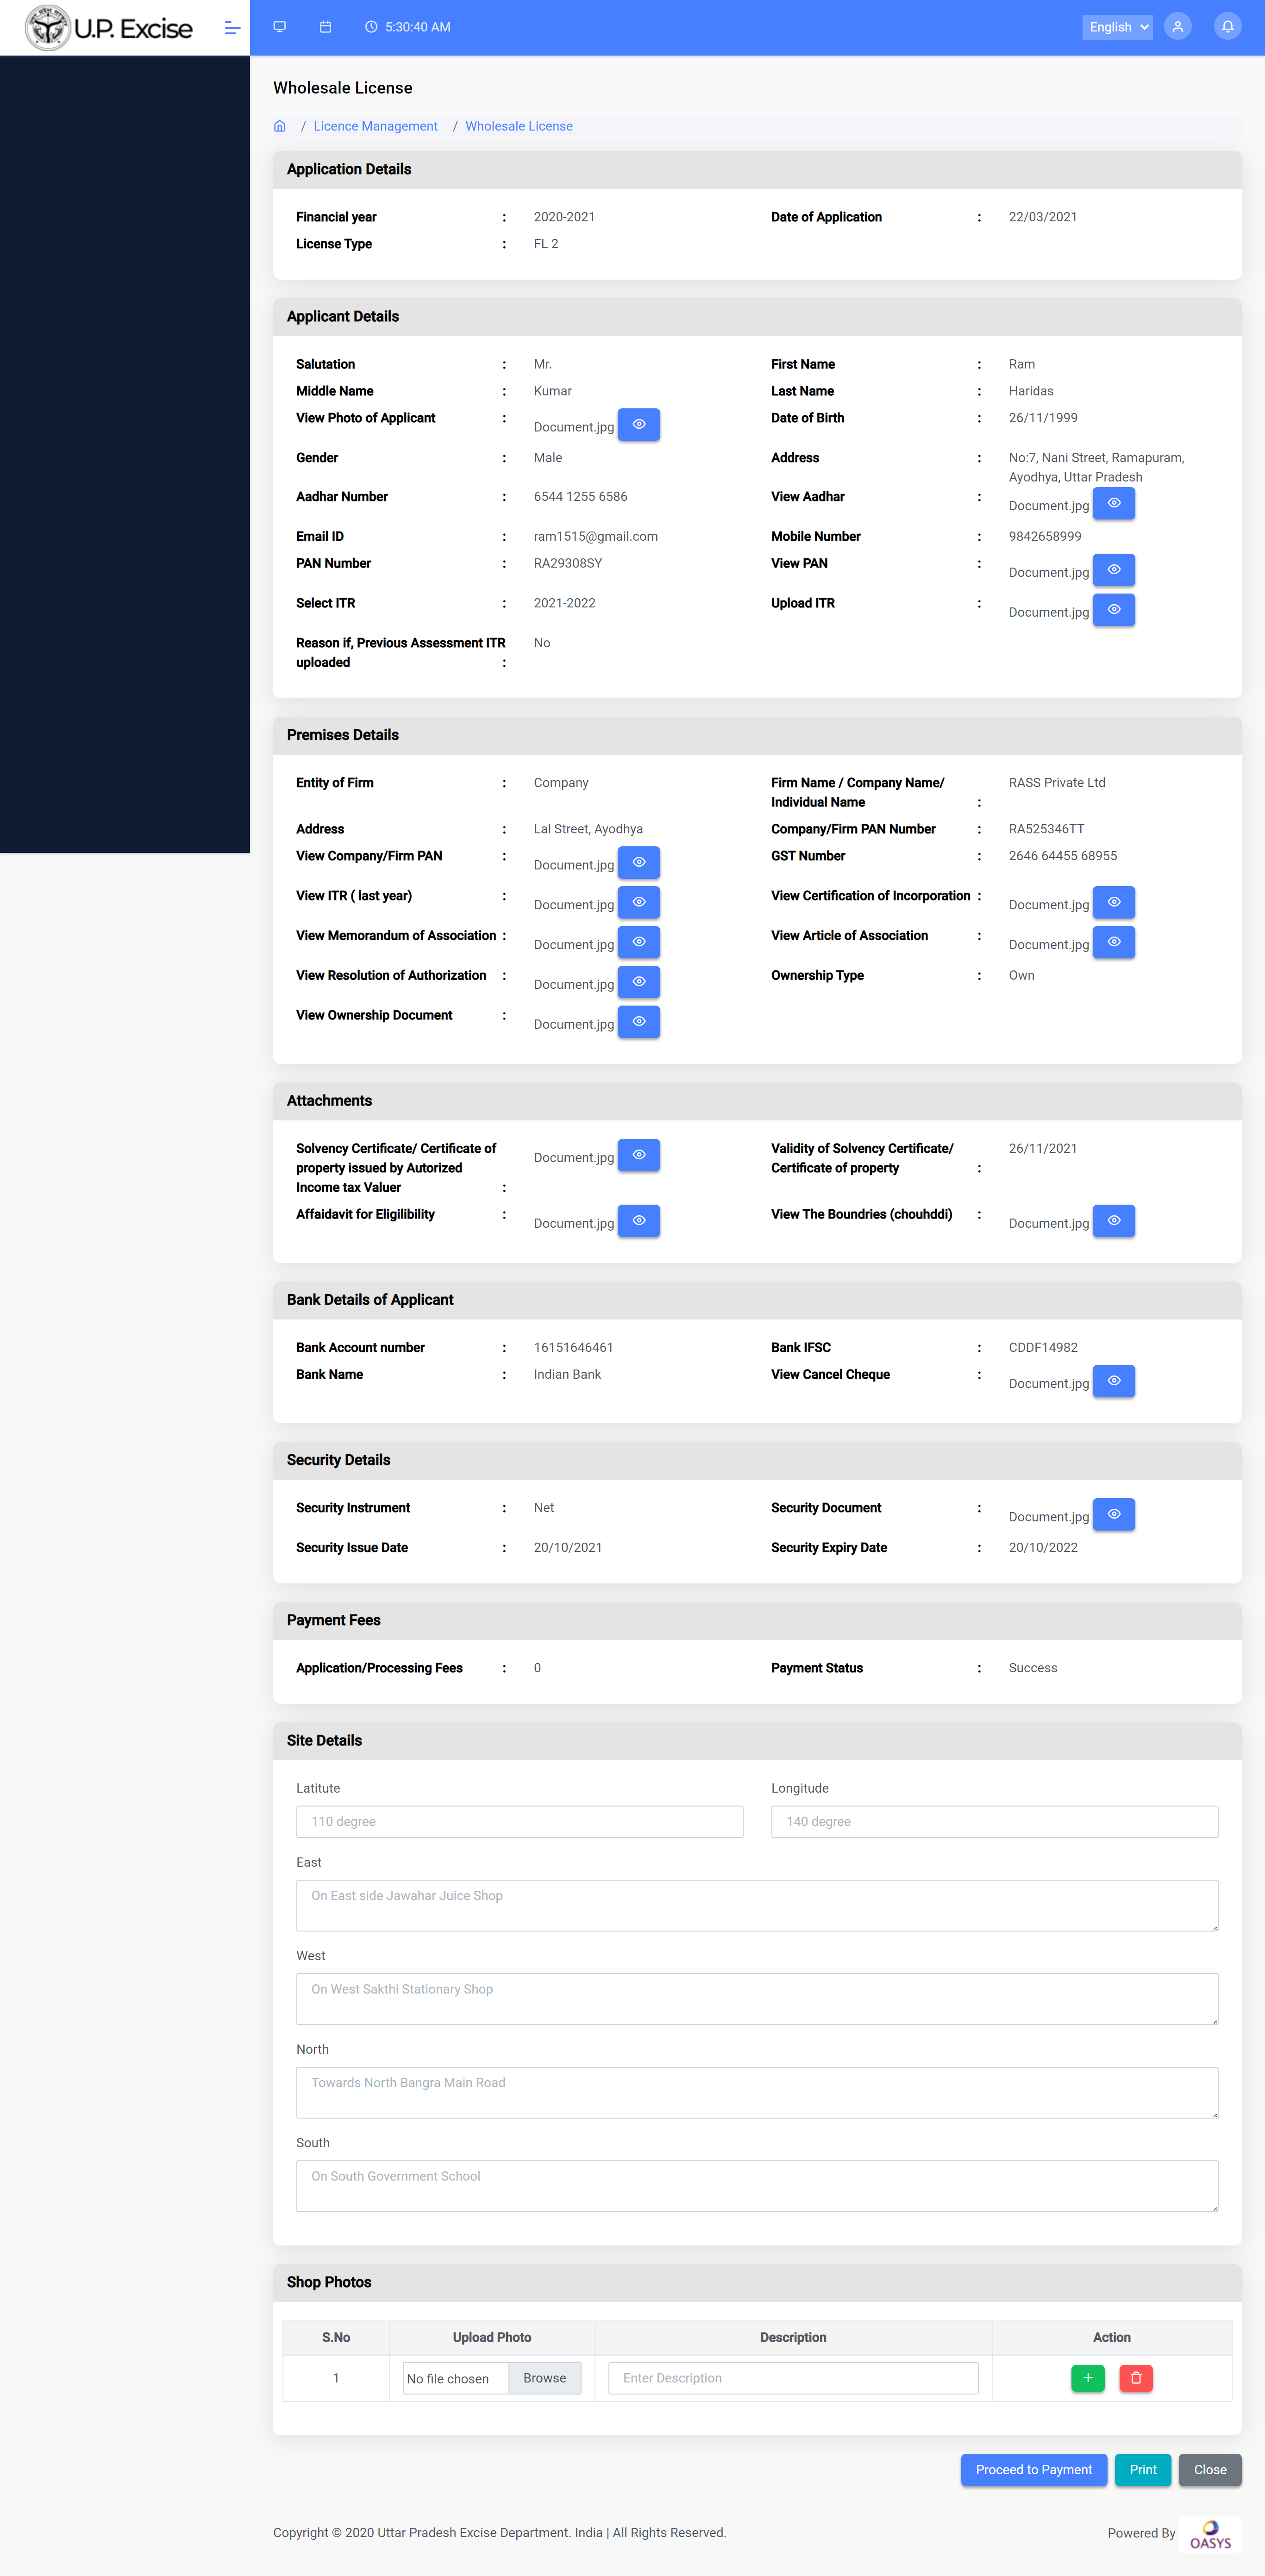 U.P. Excise
5:30:40 AM
English
Wholesale License
/ Licence Management / Wholesale License
Application Details
Financial year : 2020-2021 Date of Application : 22/03/2021
License Type : FL 2
Applicant Details
Salutation : Mr. First Name : Ram
Middle Name : Kumar Last Name : Haridas
View Photo of Applicant : Document.jpg Date of Birth : 26/11/1999
Gender : Male Address : No:7, Nani Street, Ramapuram,
Ayodhya, Uttar Pradesh
Aadhar Number : 6544 1255 6586 View Aadhar : Document.jpg
Email ID : ram1515@gmail.com Mobile Number : 9842658999
PAN Number : RA29308SY View PAN : Document.jpg
Select ITR : 2021-2022 Upload ITR : Document.jpg
Reason if, Previous Assessment ITR No
uploaded :
Premises Details
Entity of Firm : Company Firm Name / Company Name/ RASS Private Ltd
Individual Name :
Address : Lal Street, Ayodhya Company/Firm PAN Number : RA525346TT
View Company/Firm PAN : Document.jpg GST Number : 2646 64455 68955
View ITR ( last year) : Document.jpg View Certification of Incorporation : Document.jpg
View Memorandum of Association : Document.jpg View Article of Association : Document.jpg
View Resolution of Authorization : Document.jpg Ownership Type : Own
View Ownership Document : Document.jpg
Attachments
Solvency Certificate/ Certificate of Document.jpg Validity of Solvency Certificate/ 26/11/2021
property issued by Autorized Certificate of property :
Income tax Valuer :
Affaidavit for Eligilibility : Document.jpg View The Boundries (chouhddi) : Document.jpg
Bank Details of Applicant
Bank Account number : 16151646461 Bank IFSC : CDDF14982
Bank Name : Indian Bank View Cancel Cheque : Document.jpg
Security Details
Security Instrument : Net Security Document : Document.jpg
Security Issue Date : 20/10/2021 Security Expiry Date : 20/10/2022
Payment Fees
Application/Processing Fees : 0 Payment Status : Success
Site Details
Latitute Longitude
110 degree 140 degree
East
On East side Jawahar Juice Shop
West
On West Sakthi Stationary Shop
North
Towards North Bangra Main Road
South
On South Government School
Shop Photos
S.No Upload Photo Description Action
1 No file chosen Browse Enter Description
Proceed to Payment Print Close
Copyright © 2020 Uttar Pradesh Excise Department. India | All Rights Reserved. Powered By OASYS